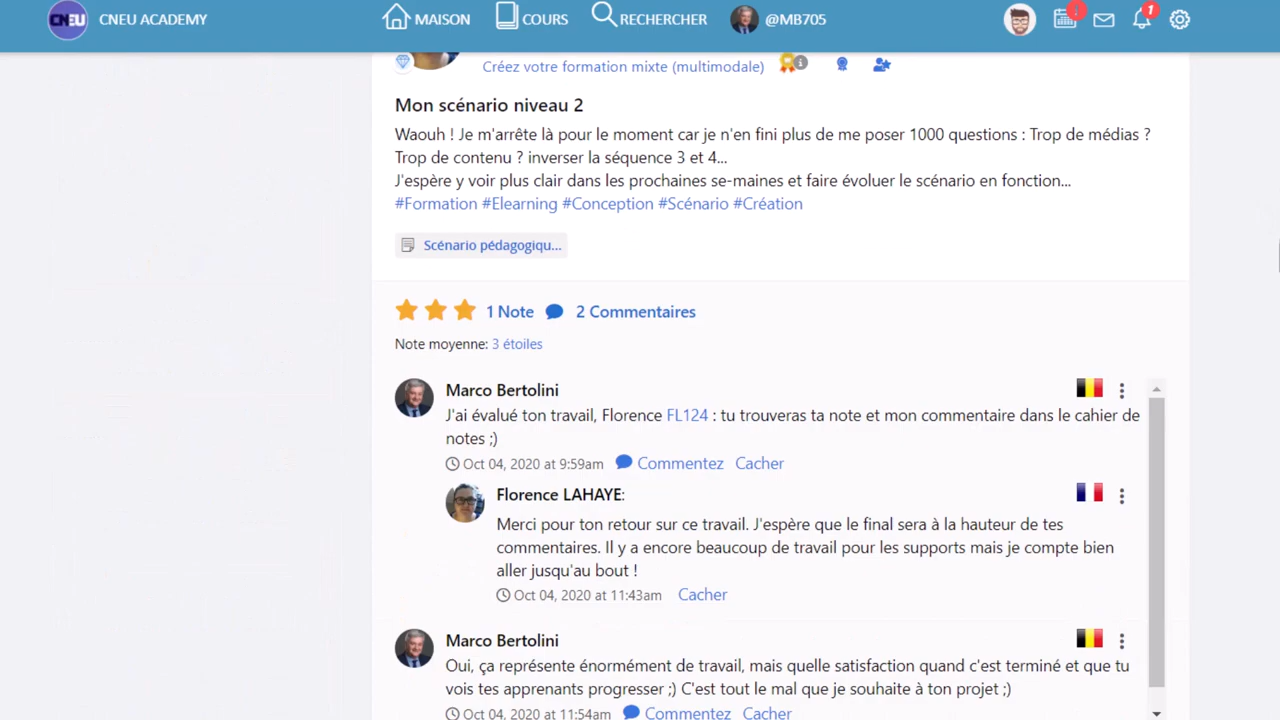 CNEU
CNEU ACADEMY
MAISON
COURS
RECHERCHER
@MB705
1
Créez votre formation mixte (multimodale)
Mon scénario niveau 2
Waouh ! Je m'arrête là pour le moment car je n'en fini plus de me poser 1000 questions : Trop de médias ?
Trop de contenu ? inverser la séquence 3 et 4...
J'espère y voir plus clair dans les prochaines se-maines et faire évoluer le scénario en fonction...
#Formation #Elearning #Conception #Scénario #Création
Scénario pédagogiqu...
1 Note
2 Commentaires
Note moyenne: 3 étoiles
Marco Bertolini
J'ai évalué ton travail, Florence FL124 : tu trouveras ta note et mon commentaire dans le cahier de
notes ;)
Oct 04, 2020 at 9:59am
Commentez
Cacher
Florence LAHAYE:
Merci pour ton retour sur ce travail. J'espère que le final sera à la hauteur de tes
commentaires. Il y a encore beaucoup de travail pour les supports mais je compte bien
aller jusqu'au bout !
Oct 04, 2020 at 11:43am
Cacher
Marco Bertolini
Oui, ça représente énormément de travail, mais quelle satisfaction quand c'est terminé et que tu
vois tes apprenants progresser ;) C'est tout le mal que je souhaite à ton projet ;)
Oct 04, 2020 at 11:54am
Commentez
Cacher